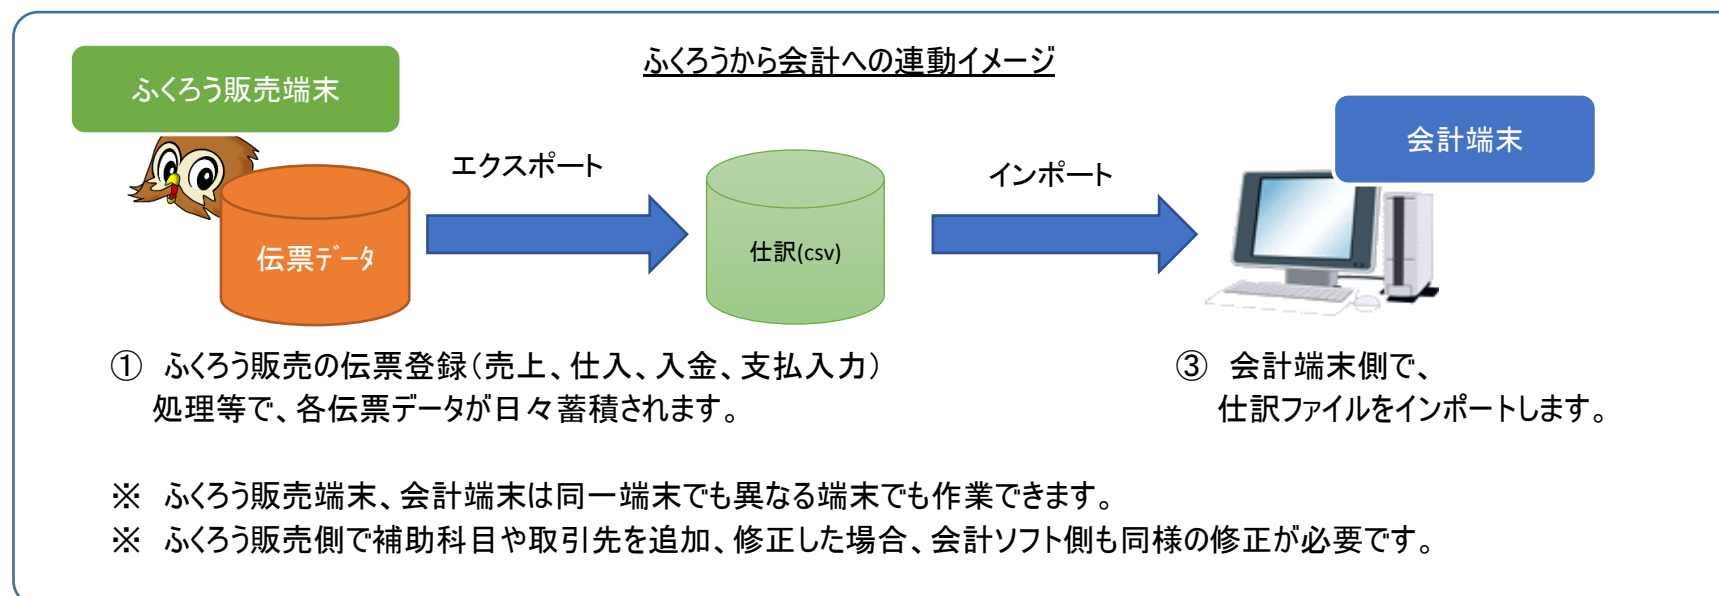 ふくろうから会計への連動イメージ
ふくろう販売端末
会計端末
エクスポート
インポート
伝票データ
仕訳(csv)
① ふくろう販売の伝票登録(売上、仕入、入金、支払入力)
処理等で、各伝票データが日々蓄積されます。
③ 会計端末側で、
仕訳ファイルをインポートします。
※ ふくろう販売端末、会計端末は同一端末でも異なる端末でも作業できます。
※ ふくろう販売側で補助科目や取引先を追加、修正した場合、会計ソフト側も同様の修正が必要です。